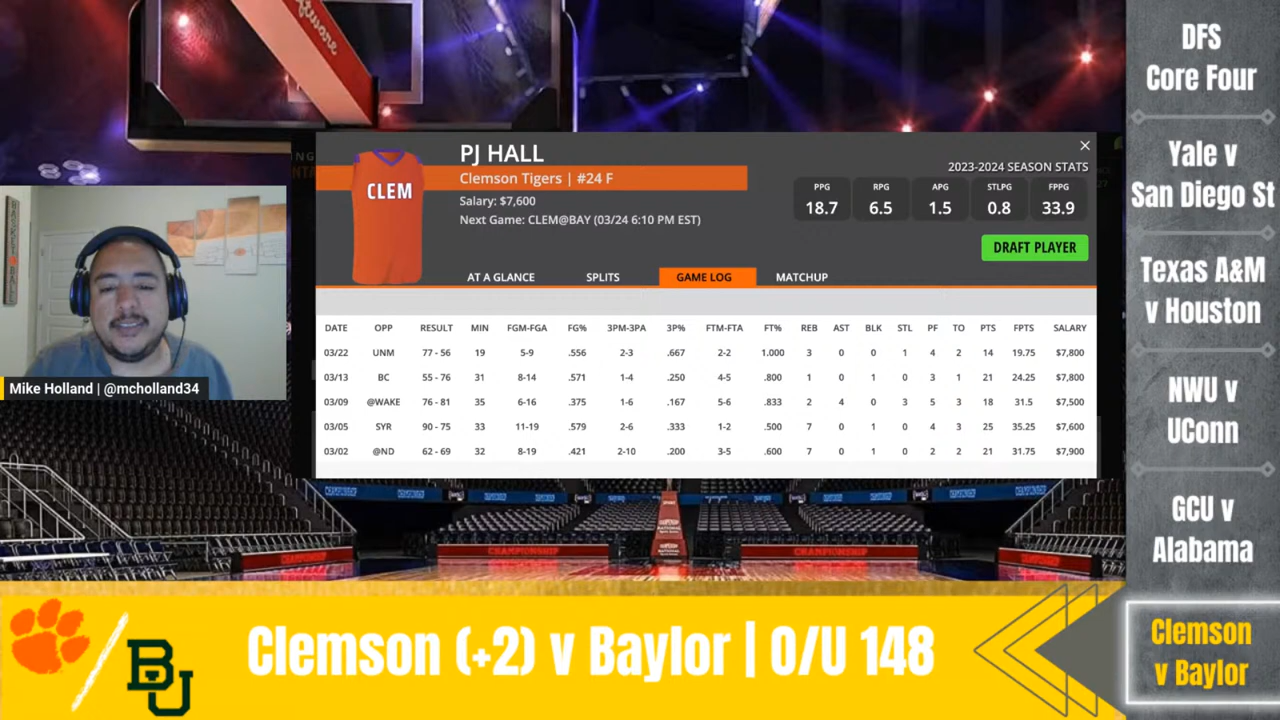 DFS
Core Four
Yale v
San Diego St
Texas A&M
v Houston
NWU v
UConn
GCU v
Alabama
Clemson
v Baylor
PJ HALL
Clemson Tigers | #24 F
Salary: $7,600
Next Game: CLEM@BAY (03/24 6:10 PM EST)
CLEM
2023-2024 SEASON STATS
PPG RPG APG STLPG FPPG
18.7 6.5 1.5 0.8 33.9
DRAFT PLAYER
AT A GLANCE SPLITS GAME LOG MATCHUP
DATE OPP RESULT MIN FGM-FGA FG% 3PM-3PA 3P% FTM-FTA FT% REB AST BLK STL PF TO PTS FPTS SALARY
03/22 UNM 77 - 56 19 5-9 .556 2-3 .667 2-2 1.000 3 0 0 1 4 2 14 19.75 $7,800
03/13 BC 55 - 76 31 8-14 .571 1-4 .250 4-5 .800 1 0 1 0 3 1 21 24.25 $7,800
03/09 @WAKE 76 - 81 35 6-16 .375 1-6 .167 5-6 .833 2 4 0 3 5 3 18 31.5 $7,500
03/05 SYR 90 - 75 33 11-19 .579 2-6 .333 1-2 .500 7 0 1 0 4 3 25 35.25 $7,600
03/02 @ND 62 - 69 32 8-19 .421 2-10 .200 3-5 .600 7 0 1 0 2 2 21 31.75 $7,900
Mike Holland | @mcholland34
CHAMPIONSHIP CHAMPIONSHIP CHAMPIONSHIP CHAMPIONSHIP
BU
Clemson (+2) v Baylor | O/U 148